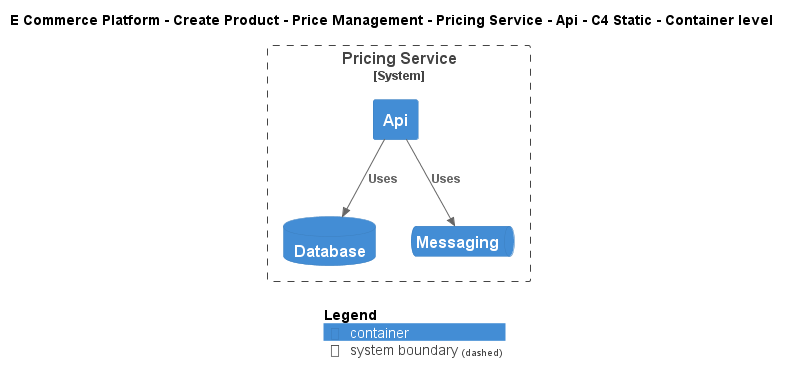 E Commerce Platform - Create Product - Price Management - Pricing Service - Api - C4 Static - Container level
Pricing Service
[System]
Api
Uses
Uses
Database
Messaging
Legend
container
system boundary (dashed)